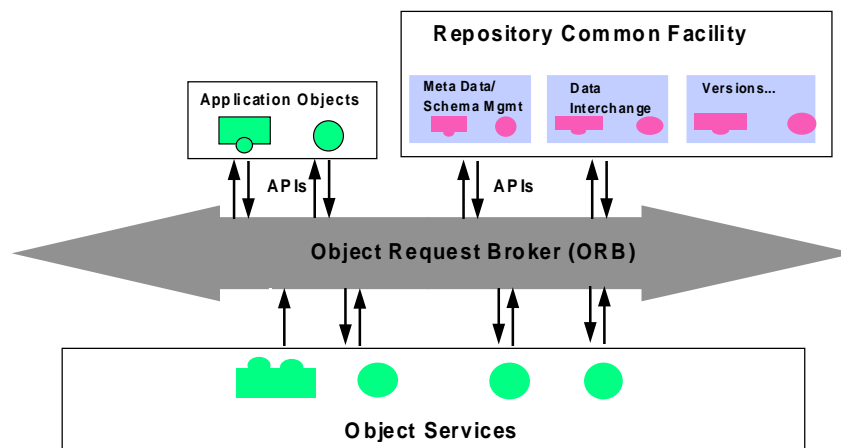 Repository Common Facility
Meta Data/
Schema Mgmt
Data
Interchange
Versions...
Application Objects
APIs
APIs
Object Request Broker (ORB)
Object Services